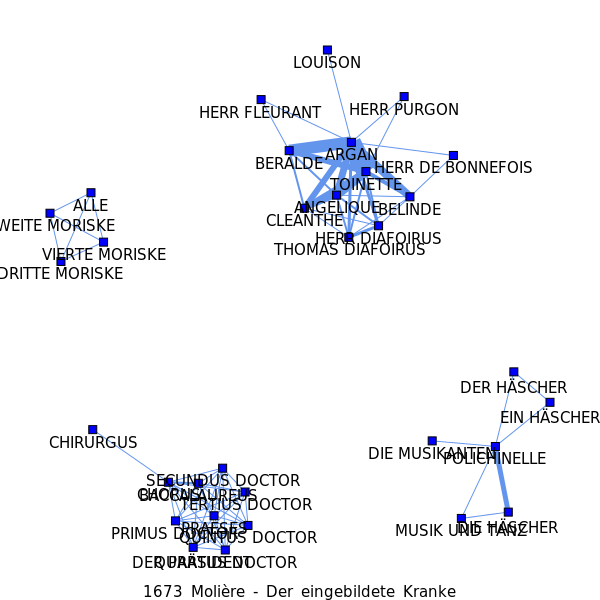 LOUISON
HERR FLEURANT
HERR PURGON
ARGAN
BERALDE
HERR DE BONNEFOIS
TOINETTE
ALLE
ANGELIQUE
BELINDE
CLEANTHE
WEITE MORISKE
HERR DIAFOIRUS
THOMAS DIAFOIRUS
VIERTE MORISKE
DRITTE MORISKE
DER HÄSCHER
EIN HÄSCHER
CHIRURGUS
DIE MUSIKANTEN
POLICHINELLE
SECUNDUS DOCTOR
CHORUS
BACCALAUREUS
TERTIUS DOCTOR
PRAESES
PRIMUS DOCTOR
QUINTUS DOCTOR
MUSIK UND TANZ
DIE HÄSCHER
DER PRÄSIDENT
QUARTUS DOCTOR
1673 Molière - Der eingebildete Kranke